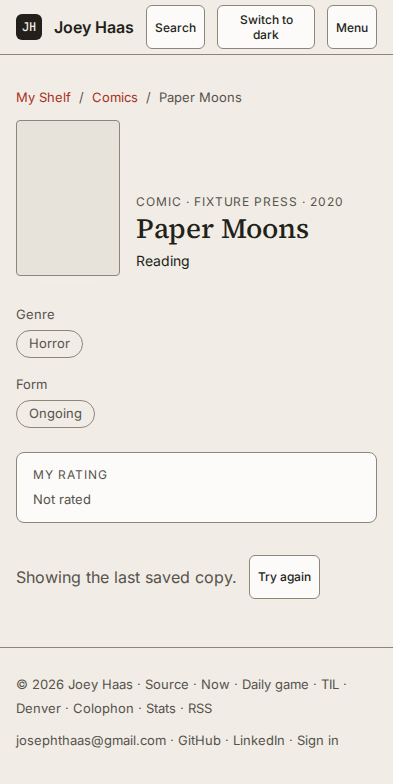 JH Joey Haas Search Switch to dark Menu
My Shelf / Comics / Paper Moons
COMIC · FIXTURE PRESS · 2020
Paper Moons
Reading
Genre
Horror
Form
Ongoing
MY RATING
Not rated
Showing the last saved copy. Try again
© 2026 Joey Haas · Source · Now · Daily game · TIL ·
Denver · Colophon · Stats · RSS
josephthaas@gmail.com · GitHub · LinkedIn · Sign in